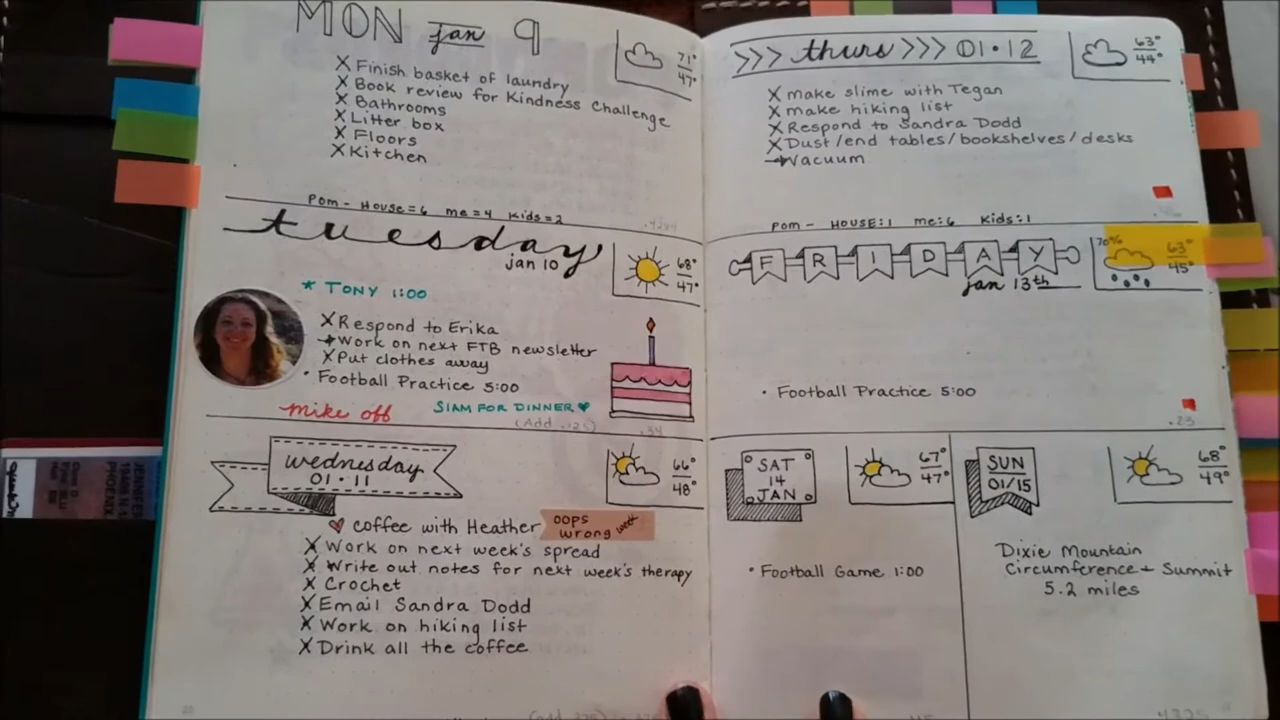 MON jan 9
71°
47°
X Finish basket of laundry
X Book review for Kindness Challenge
X Bathrooms
X Litter box
X Floors
X Kitchen
Pom - House=6 me=4 Kids=2
tuesday
jan 10
68°
47°
* TONY 1:00
X Respond to Erika
→ Work on next FTB newsletter
X Put clothes away
• Football Practice 5:00
mike off
SIAM FOR DINNER ♥
(Add .125)
.34
wednesday
01·11
66°
48°
♥ coffee with Heather
oops
wrong week
X Work on next week's spread
X Write out notes for next week's therapy
X Crochet
X Email Sandra Dodd
X Work on hiking list
X Drink all the coffee
>>> thurs >>> 01·12
63°
44°
X make slime with Tegan
X make hiking list
X Respond to Sandra Dodd
X Dust/end tables/bookshelves/desks
→ Vacuum
Pom - HOUSE:1 me:6 Kids:1
FRIDAY
jan 13th
70%
63°
45°
• Football Practice 5:00
.23
SAT
14
JAN
67°
47°
• Football Game 1:00
SUN
01/15
68°
49°
Dixie Mountain
Circumference + Summit
5.2 miles